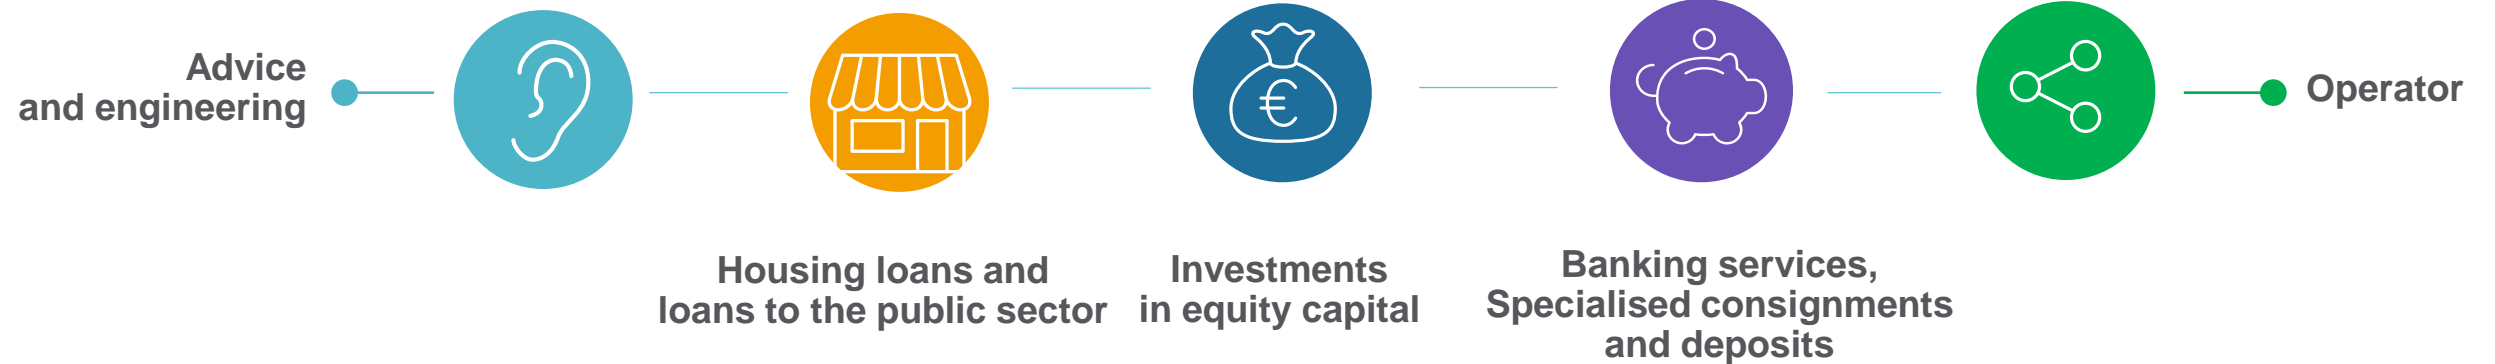 Advice
and engineering
Housing loans and
loans to the public sector
€
Investments
in equity capital
Banking services,
Specialised consignments
and deposits
Operator